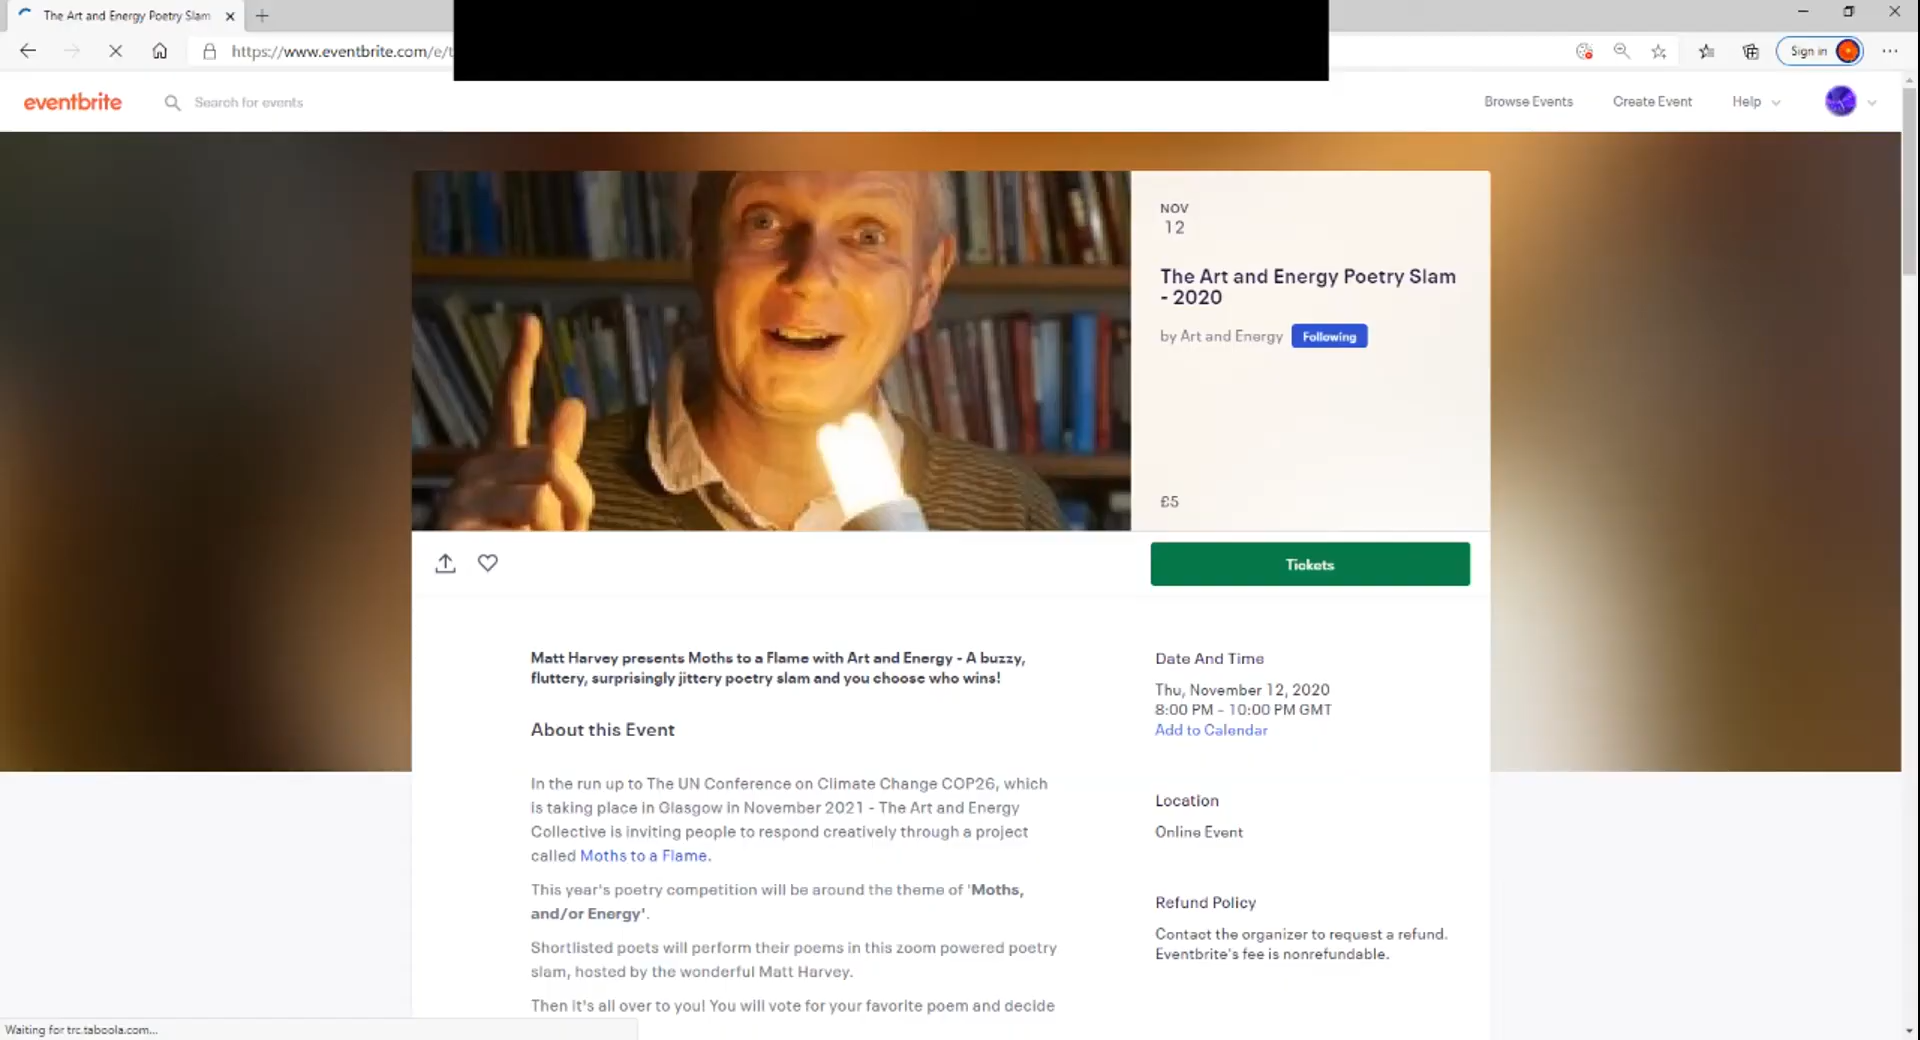 The Art and Energy Poetry Slam
https://www.eventbrite.com/e/t
Sign in
eventbrite
Search for events
Browse Events
Create Event
Help
NOV
12
The Art and Energy Poetry Slam
- 2020
by Art and Energy
Following
£5
Tickets
Matt Harvey presents Moths to a Flame with Art and Energy - A buzzy,
fluttery, surprisingly jittery poetry slam and you choose who wins!
About this Event
In the run up to The UN Conference on Climate Change COP26, which
is taking place in Glasgow in November 2021 - The Art and Energy
Collective is inviting people to respond creatively through a project
called Moths to a Flame.
This year's poetry competition will be around the theme of 'Moths,
and/or Energy'.
Shortlisted poets will perform their poems in this zoom powered poetry
slam, hosted by the wonderful Matt Harvey.
Then it's all over to you! You will vote for your favorite poem and decide
Date And Time
Thu, November 12, 2020
8:00 PM – 10:00 PM GMT
Add to Calendar
Location
Online Event
Refund Policy
Contact the organizer to request a refund.
Eventbrite's fee is nonrefundable.
Waiting for trc.taboola.com...